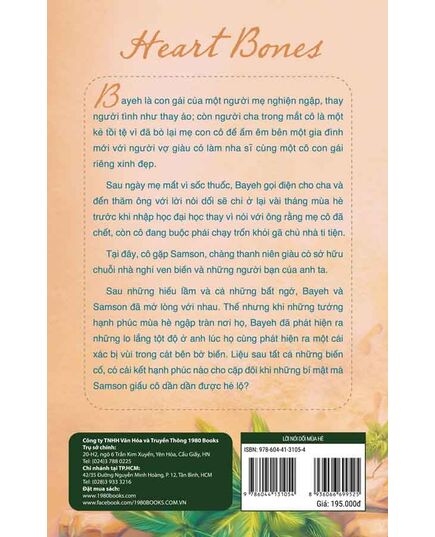 Heart Bones
Bayeh là con gái của một người mẹ nghiện ngập, thay
người tình như thay áo; còn người cha trong mắt cô là một
kẻ tồi tệ vì đã bỏ lại mẹ con cô để ấm êm bên một gia đình
mới với người vợ giàu có làm nha sĩ cùng một cô con gái
riêng xinh đẹp.
Sau ngày mẹ mất vì sốc thuốc, Bayeh gọi điện cho cha và
đến thăm ông với lời nói dối sẽ chỉ ở lại vài tháng mùa hè
trước khi nhập học đại học thay vì nói với ông rằng mẹ cô đã
chết, còn cô đang buộc phải chạy trốn khỏi gã chủ nhà ti tiện.
Tại đây, cô gặp Samson, chàng thanh niên giàu có sở hữu
chuỗi nhà nghỉ ven biển và những người bạn của anh ta.
Sau những hiểu lầm và cả những bất ngờ, Bayeh và
Samson đã mở lòng với nhau. Thế nhưng khi những tưởng
hạnh phúc mùa hè ngập tràn nơi họ, Bayeh đã phát hiện ra
những lo lắng tột độ ở anh lúc họ cùng phát hiện ra một cái
xác bị vùi trong cát bên bờ biển. Liệu sau tất cả những biến
cố, có cái kết hạnh phúc nào cho cặp đôi khi những bí mật mà
Samson giấu cô dần dần được hé lộ?
Công ty TNHH Văn Hóa và Truyền Thông 1980 Books
Trụ sở chính:
20-H2, ngõ 6 Trần Kim Xuyến, Yên Hòa, Cầu Giấy, HN
Tel: (024)3 788 0225
Chi nhánh tại TP.HCM:
42/35 Đường Nguyễn Minh Hoàng, P. 12, Tân Bình, HCM
Tel: (028)3 933 3216
Đặt mua sách:
www.1980books.com
www.facebook.com/1980BOOKS.COM.VN
LỜI NÓI DỐI MÙA HÈ
ISBN: 978-604-41-3105-4
9 786044 131054
8 936066 699525
Giá: 195.000đ